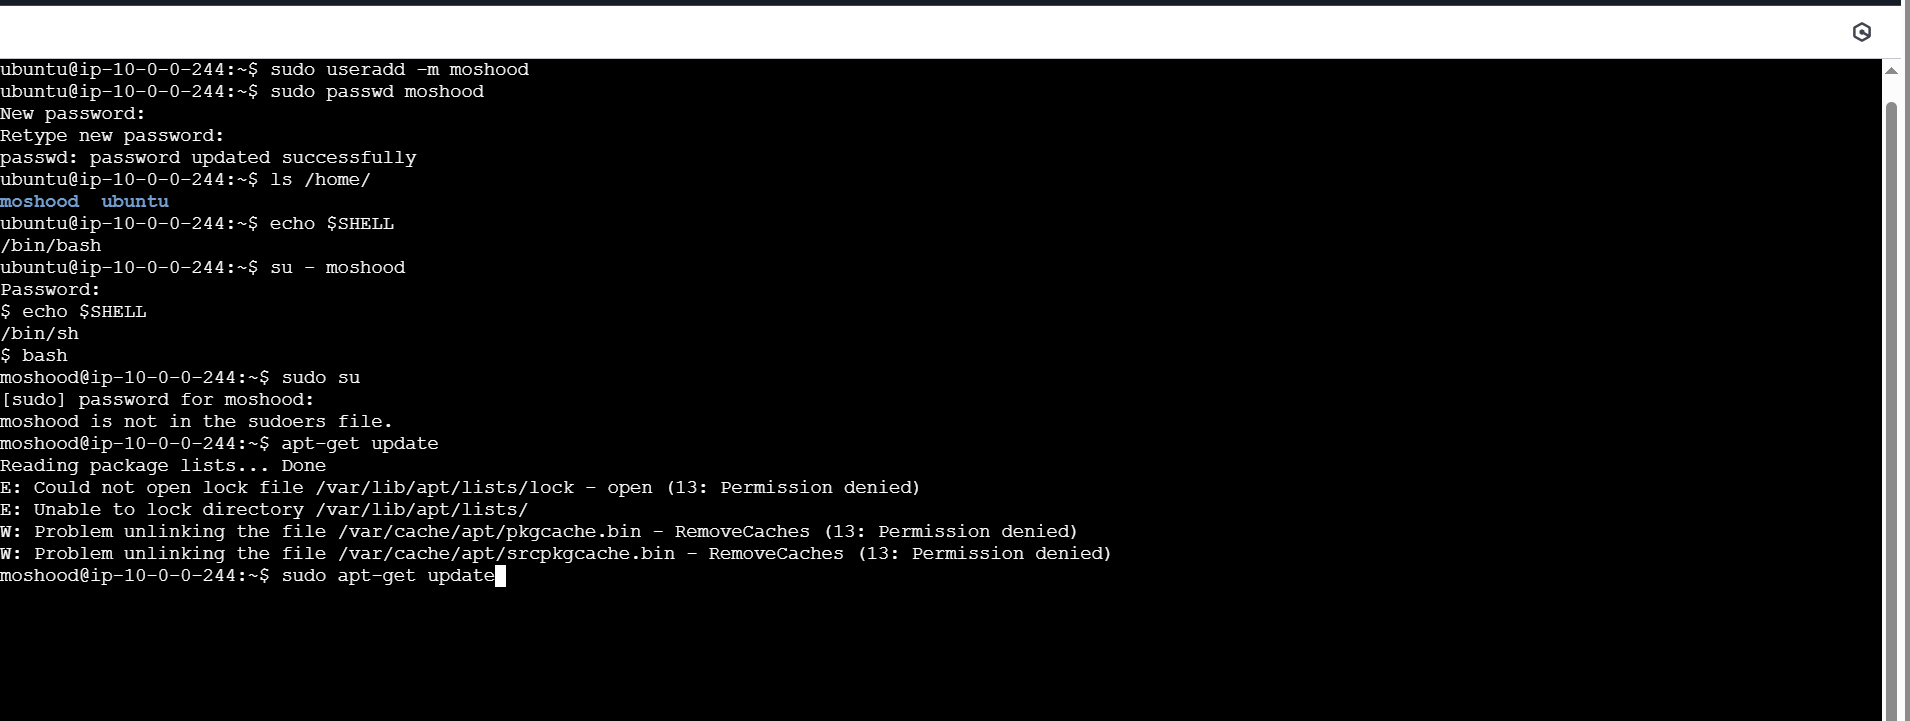 ubuntu@ip-10-0-0-244:~$ sudo useradd -m moshood
ubuntu@ip-10-0-0-244:~$ sudo passwd moshood
New password:
Retype new password:
passwd: password updated successfully
ubuntu@ip-10-0-0-244:~$ ls /home/
moshood  ubuntu
ubuntu@ip-10-0-0-244:~$ echo $SHELL
/bin/bash
ubuntu@ip-10-0-0-244:~$ su - moshood
Password:
$ echo $SHELL
/bin/sh
$ bash
moshood@ip-10-0-0-244:~$ sudo su
[sudo] password for moshood:
moshood is not in the sudoers file.
moshood@ip-10-0-0-244:~$ apt-get update
Reading package lists... Done
E: Could not open lock file /var/lib/apt/lists/lock - open (13: Permission denied)
E: Unable to lock directory /var/lib/apt/lists/
W: Problem unlinking the file /var/cache/apt/pkgcache.bin - RemoveCaches (13: Permission denied)
W: Problem unlinking the file /var/cache/apt/srcpkgcache.bin - RemoveCaches (13: Permission denied)
moshood@ip-10-0-0-244:~$ sudo apt-get update